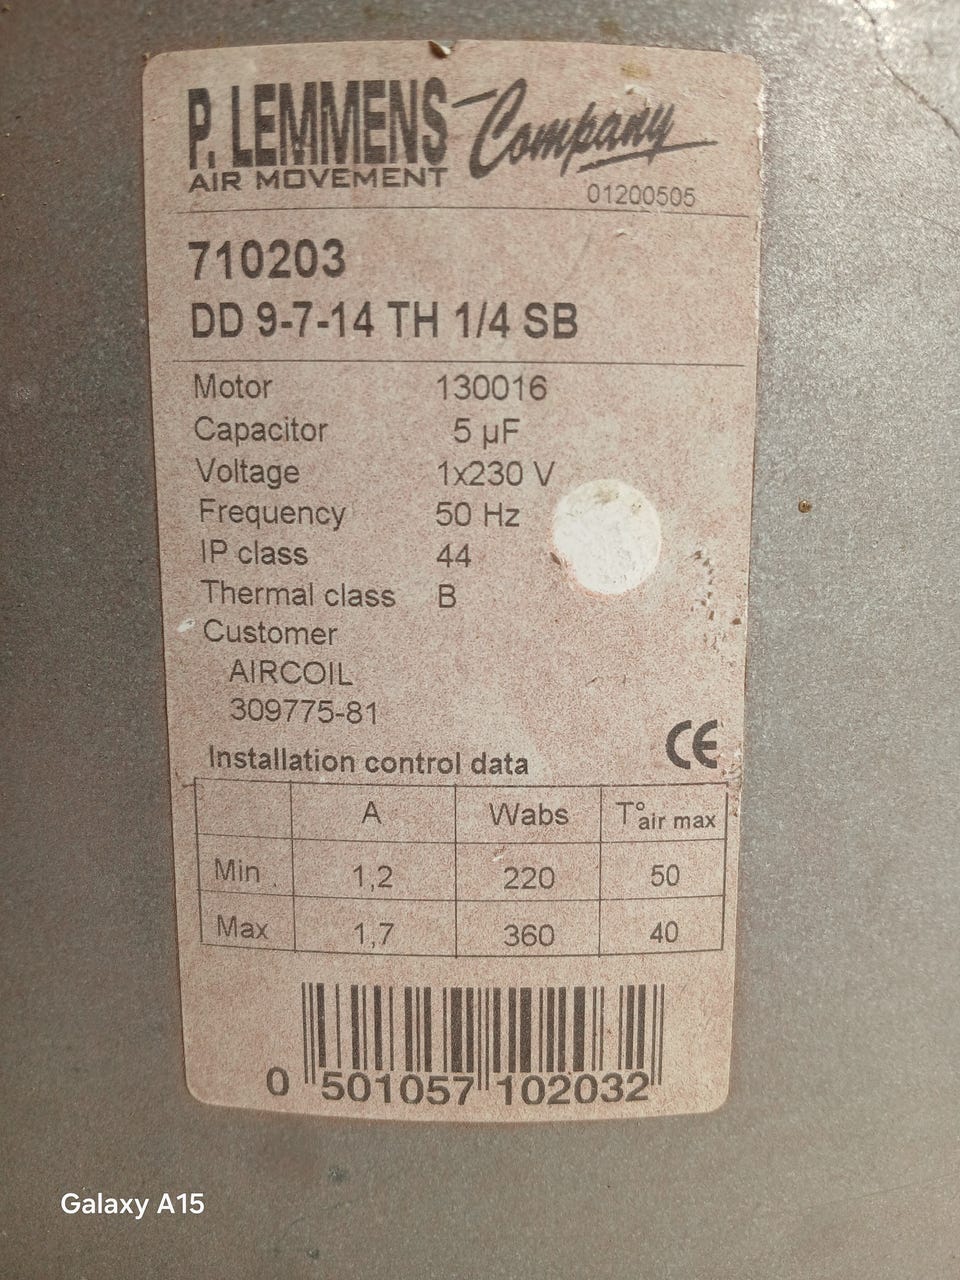 P. LEMMENS Company
AIR MOVEMENT
01200505
710203
DD 9-7-14 TH 1/4 SB
Motor 130016
Capacitor 5 µF
Voltage 1x230 V
Frequency 50 Hz
IP class 44
Thermal class B
Customer
AIRCOIL
309775-81
CE
Installation control data
A Wabs T° air max
Min 1,2 220 50
Max 1,7 360 40
0 501057 102032
Galaxy A15